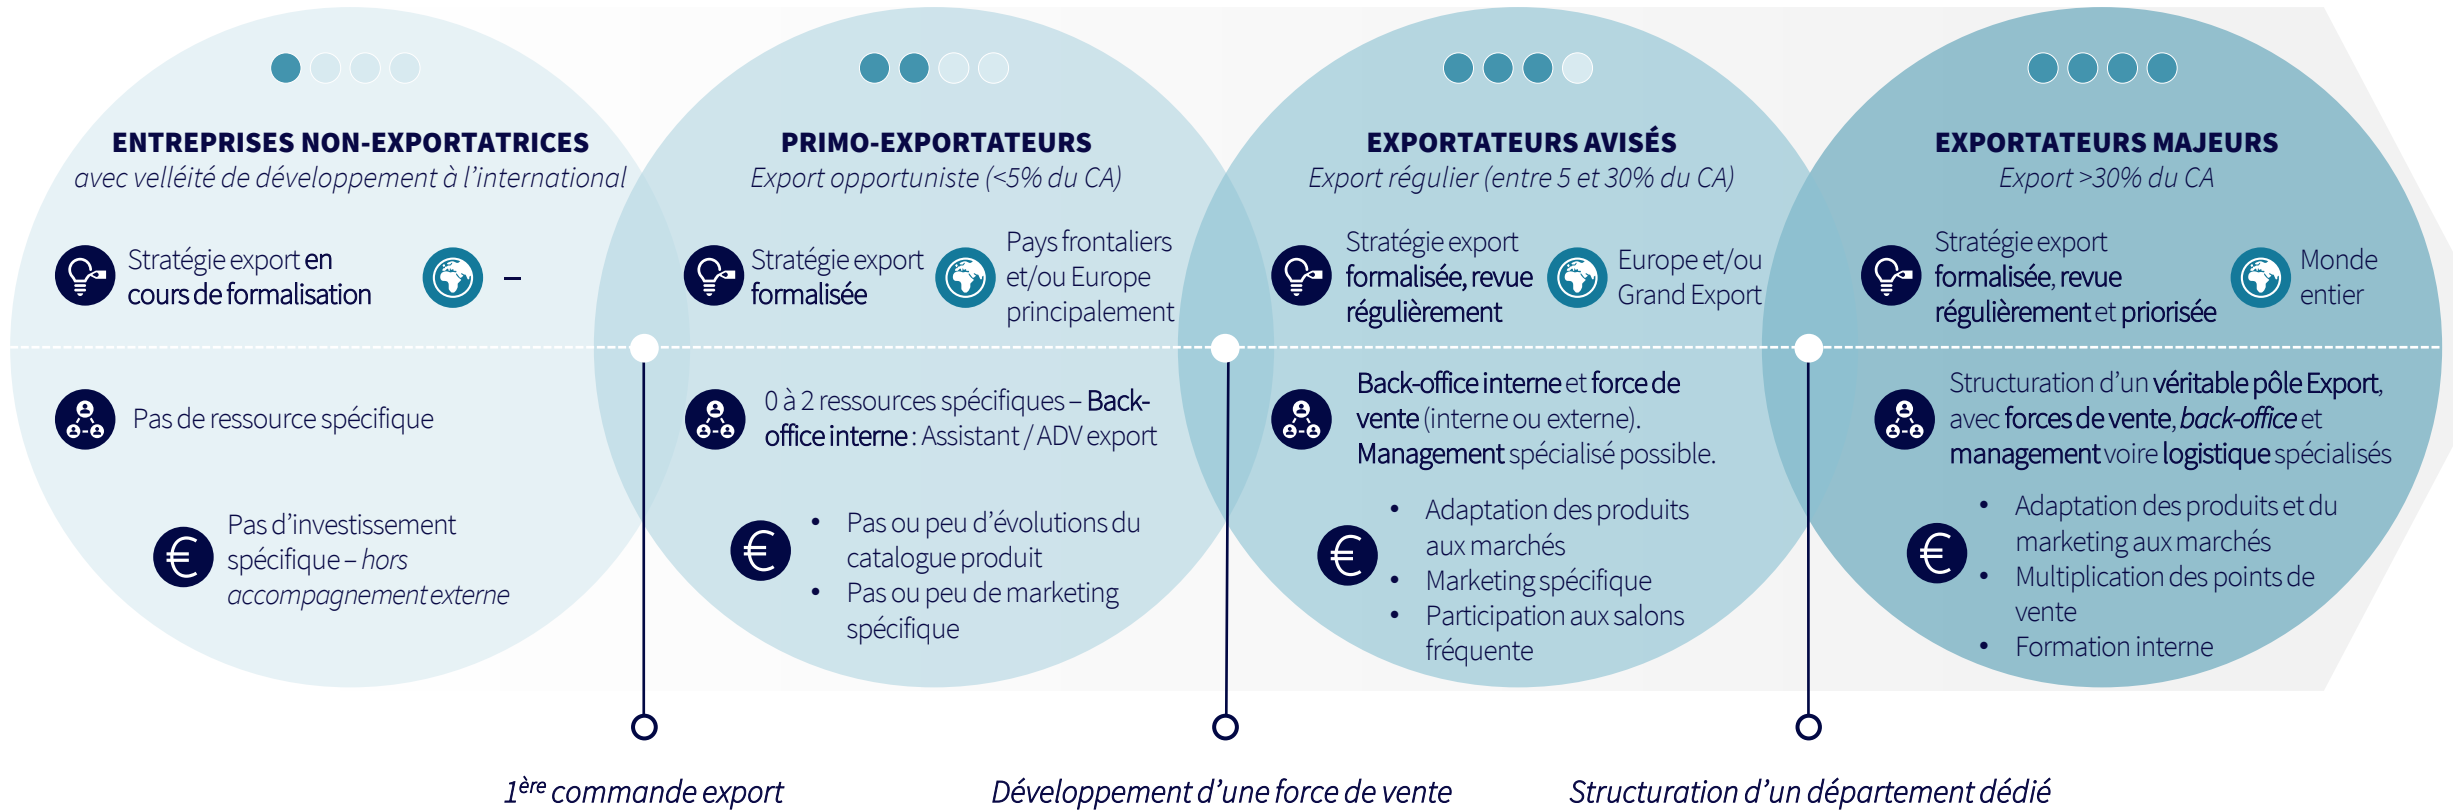 ENTREPRISES NON-EXPORTATRICES
avec velléité de développement à l'international
Stratégie export en
cours de formalisation
–
Pas de ressource spécifique
Pas d'investissement
spécifique – hors
accompagnement externe
PRIMO-EXPORTATEURS
Export opportuniste (<5% du CA)
Stratégie export
formalisée
Pays frontaliers
et/ou Europe
principalement
0 à 2 ressources spécifiques – Back-
office interne : Assistant / ADV export
• Pas ou peu d'évolutions du
catalogue produit
• Pas ou peu de marketing
spécifique
EXPORTATEURS AVISÉS
Export régulier (entre 5 et 30% du CA)
Stratégie export
formalisée, revue
régulièrement
Europe et/ou
Grand Export
Back-office interne et force de
vente (interne ou externe).
Management spécialisé possible.
• Adaptation des produits
aux marchés
• Marketing spécifique
• Participation aux salons
fréquente
EXPORTATEURS MAJEURS
Export >30% du CA
Stratégie export
formalisée, revue
régulièrement et priorisée
Monde
entier
Structuration d'un véritable pôle Export,
avec forces de vente, back-office et
management voire logistique spécialisés
• Adaptation des produits et du
marketing aux marchés
• Multiplication des points de
vente
• Formation interne
1ère commande export
Développement d'une force de vente
Structuration d'un département dédié